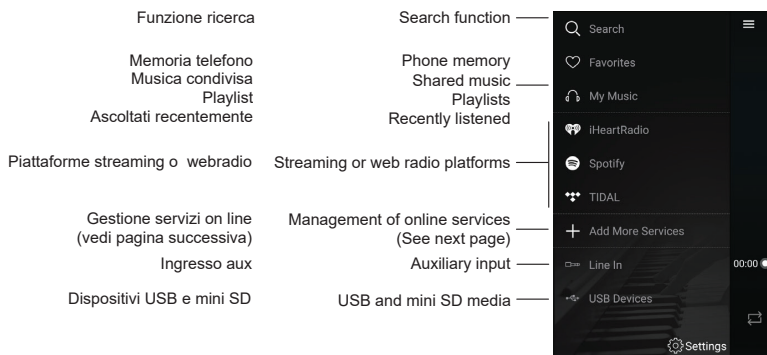 Funzione ricerca
Search function
Search
Memoria telefono
Musica condivisa
Playlist
Ascoltati recentemente
Phone memory
Shared music
Playlists
Recently listened
Favorites
My Music
iHeartRadio
Piattaforme streaming o webradio
Streaming or web radio platforms
Spotify
TIDAL
Gestione servizi on line
(vedi pagina successiva)
Management of online services
(See next page)
Add More Services
Ingresso aux
Auxiliary input
Line In
00:00
Dispositivi USB e mini SD
USB and mini SD media
USB Devices
Settings